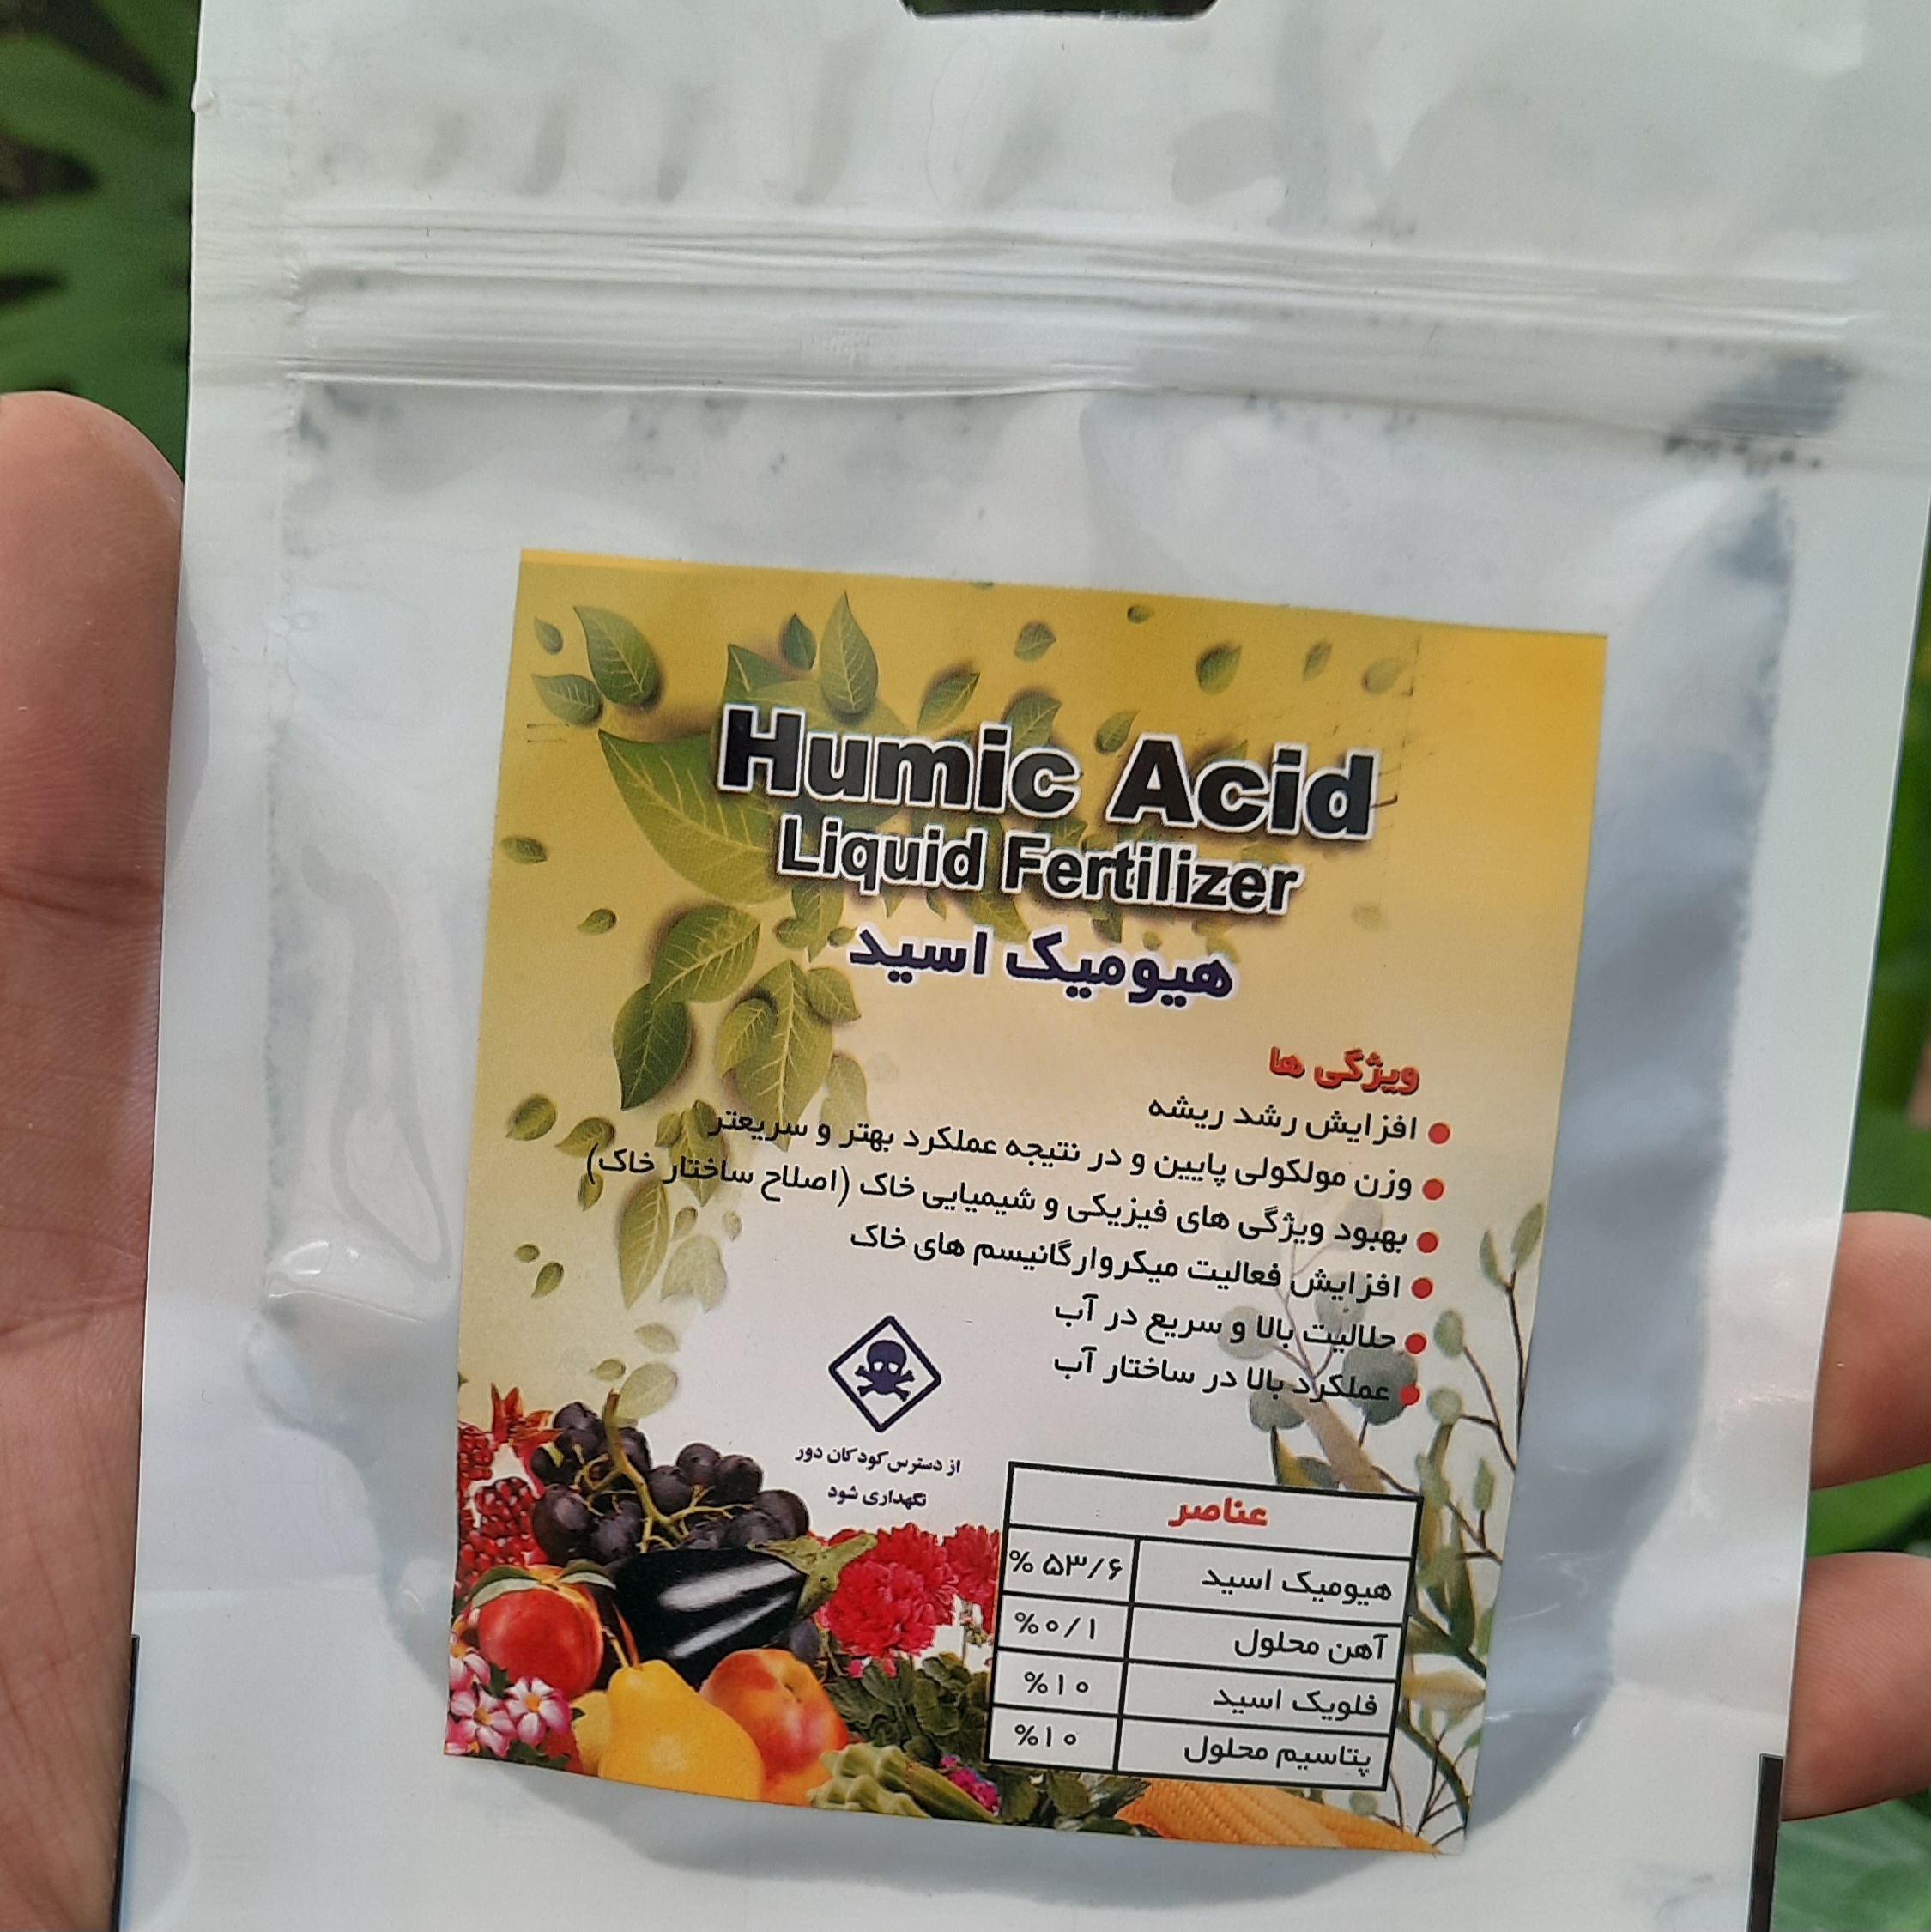 Humic Acid
Liquid Fertilizer
هیومیک اسید
ویژگی ها
افزایش رشد ریشه
وزن مولکولی پایین و در نتیجه عملکرد بهتر و سریعتر
بهبود ویژگی های فیزیکی و شیمیایی خاک (اصلاح ساختار خاک)
افزایش فعالیت میکروارگانیسم های خاک
حلالیت بالا و سریع در آب
عملکرد بالا در ساختار آب
از دسترس کودکان دور
نگهداری شود
عناصر
هیومیک اسید ۵۳/۶ %
آهن محلول ۰/۱%
فلویک اسید ۱۰%
پتاسیم محلول ۱۰%